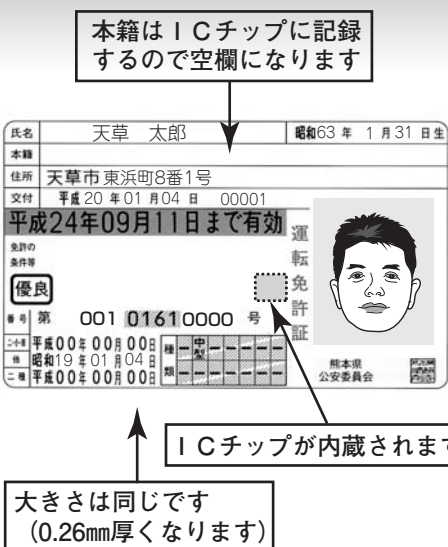 本籍はＩＣチップに記録
するので空欄になります
氏名 天草 太郎 昭和63年 1月31日生
本籍
住所 天草市東浜町8番1号
交付 平成20年01月04日 00001
平成24年09月11日まで有効
免許の
条件等
優良
番号 第 001 0161 0000 号
二・小・原 平成00年00月00日
他 昭和19年01月04日
二種 平成00年00月00日
種類 － 中型 － － － － －
－ － － － － － －
運転免許証
熊本県
公安委員会
ＩＣチップが内蔵されます
大きさは同じです
（0.26mm厚くなります）